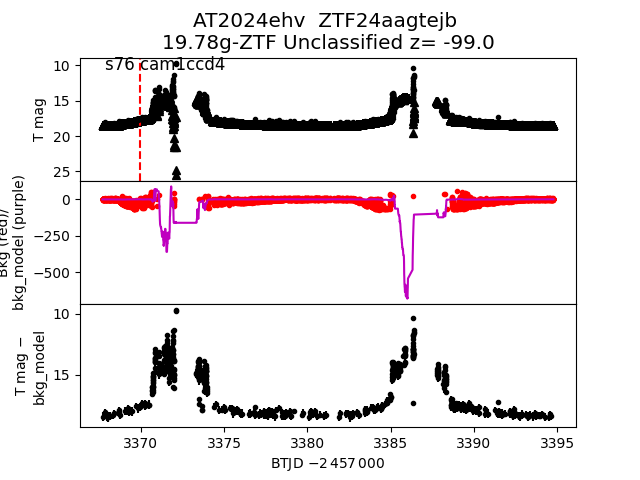 AT2024ehv  ZTF24aagtejb
19.78g-ZTF Unclassified z= -99.0
s76 cam1ccd4
T mag
10
15
20
25
Bkg (red)/
bkg_model (purple)
0
−250
−500
T mag −
bkg_model
10
15
3370
3375
3380
3385
3390
3395
BTJD −2 457 000